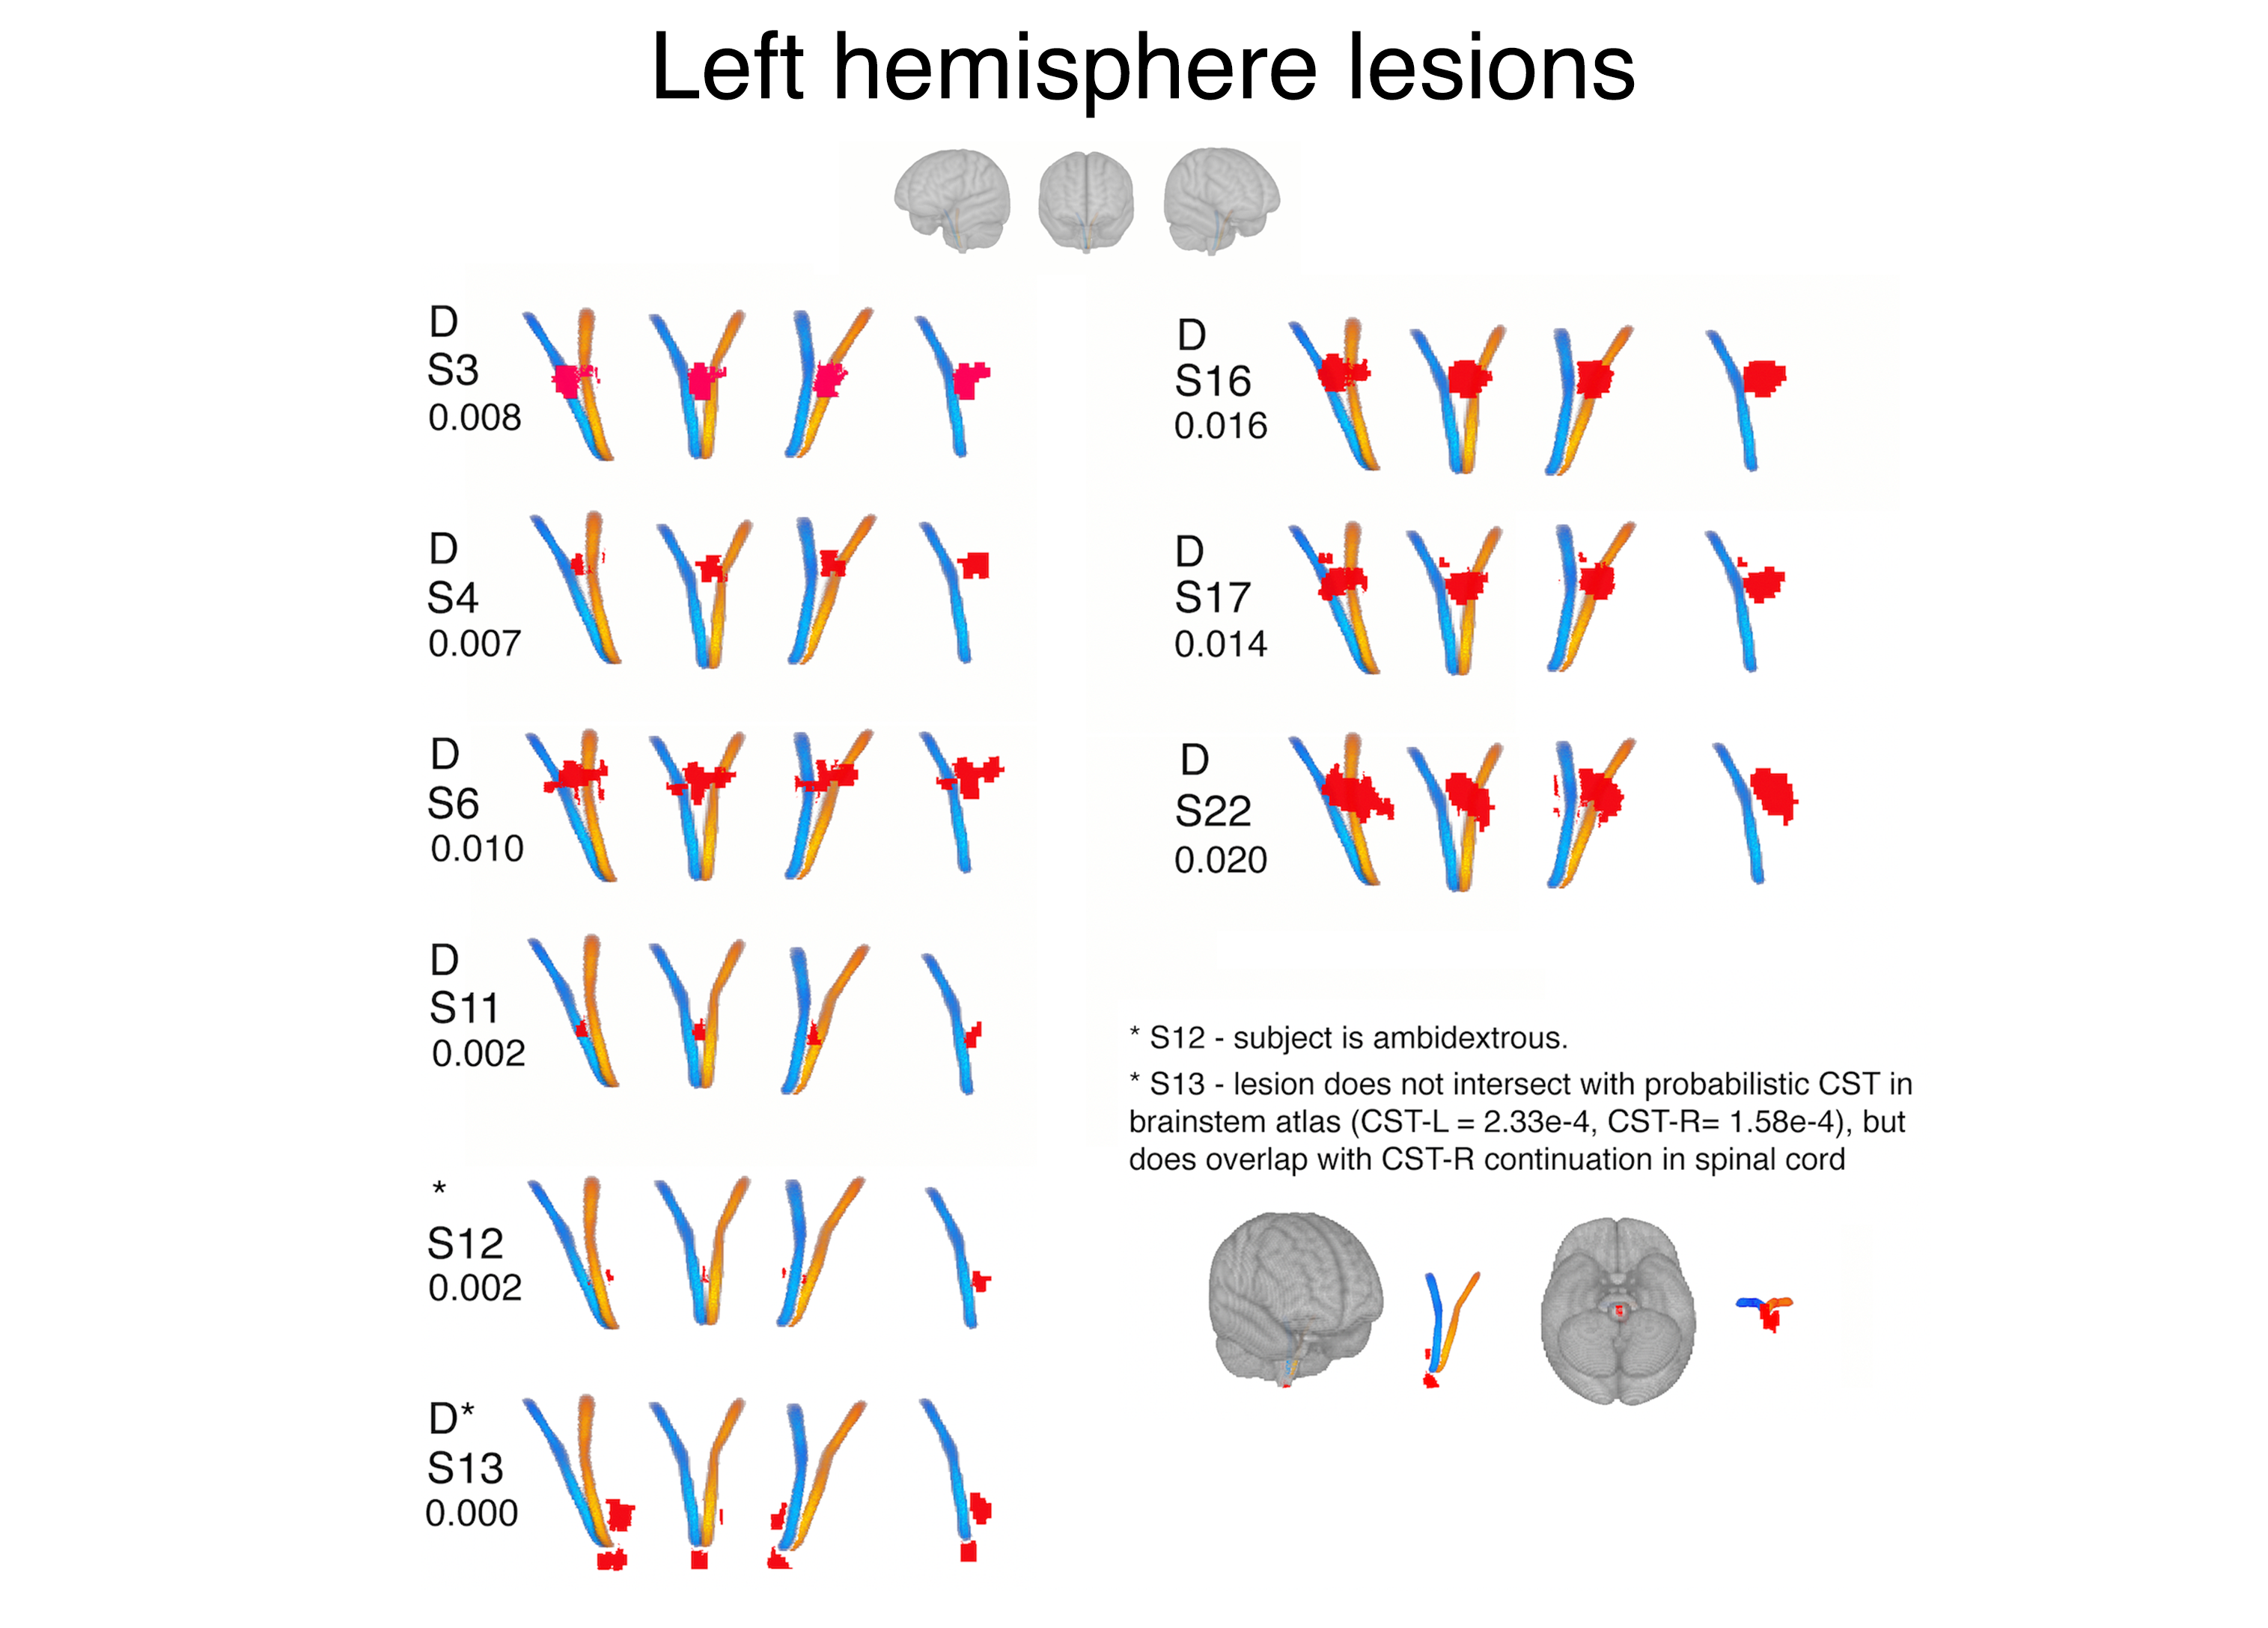 Left hemisphere lesions
D
S3
0.008
D
S4
0.007
D
S6
0.010
D
S11
0.002
*
S12
0.002
D*
S13
0.000
D
S16
0.016
D
S17
0.014
D
S22
0.020
* S12 - subject is ambidextrous.
* S13 - lesion does not intersect with probabilistic CST in
brainstem atlas (CST-L = 2.33e-4, CST-R= 1.58e-4), but
does overlap with CST-R continuation in spinal cord